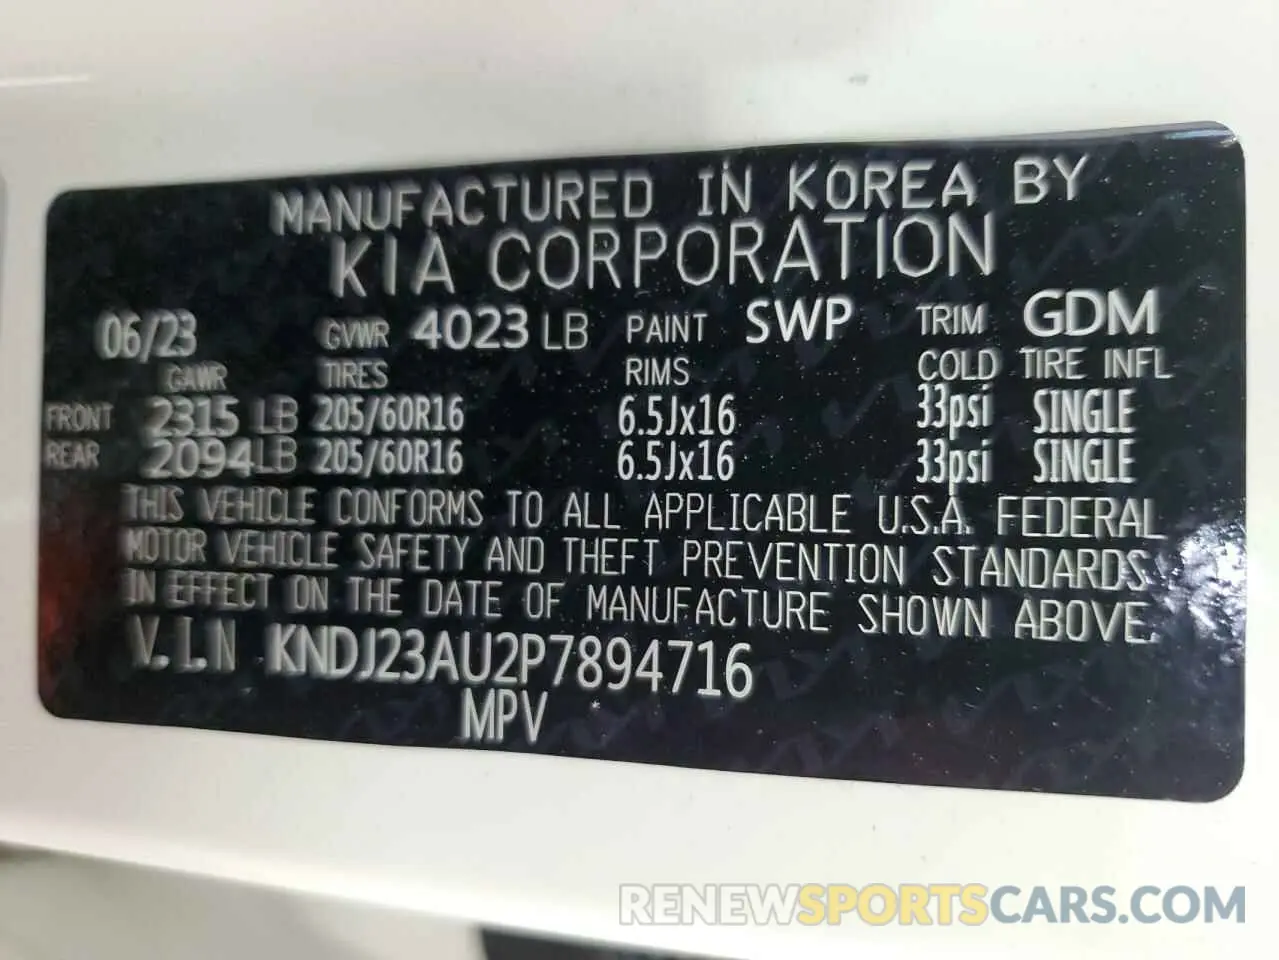 MANUFACTURED IN KOREA BY
KIA CORPORATION
06/23 GVWR 4023 LB PAINT SWP TRIM GDM
GAWR TIRES RIMS COLD TIRE INFL
FRONT 2315 LB 205/60R16 6.5Jx16 33psi SINGLE
REAR 2094 LB 205/60R16 6.5Jx16 33psi SINGLE
THIS VEHICLE CONFORMS TO ALL APPLICABLE U.S.A. FEDERAL
MOTOR VEHICLE SAFETY AND THEFT PREVENTION STANDARDS
IN EFFECT ON THE DATE OF MANUFACTURE SHOWN ABOVE.
V.I.N KNDJ23AU2P7894716
MPV
RENEWSPORTSCARS.COM